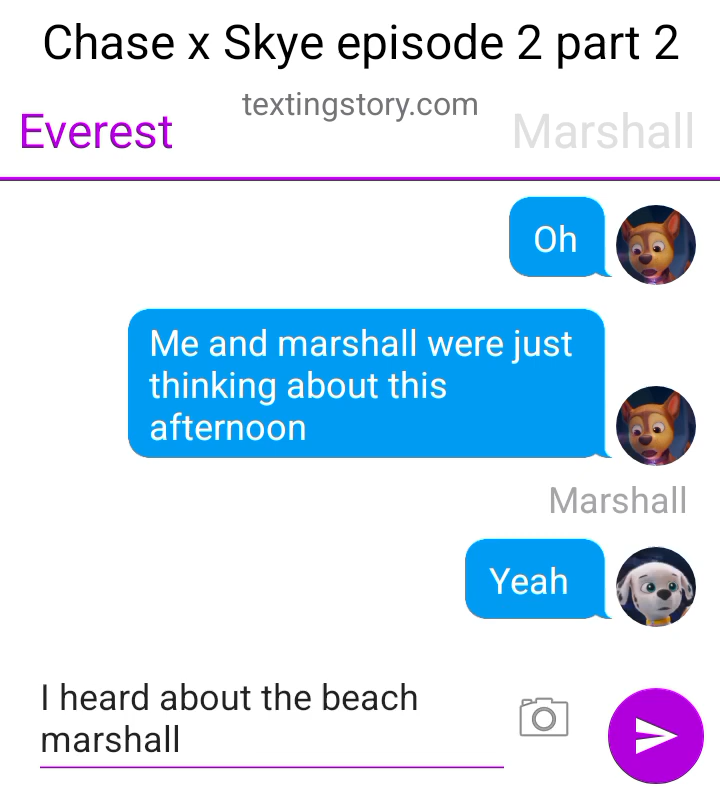 Chase x Skye episode 2 part 2
textingstory.com
Everest
Marshall
Oh
Me and marshall were just
thinking about this
afternoon
Marshall
Yeah
I heard about the beach
marshall